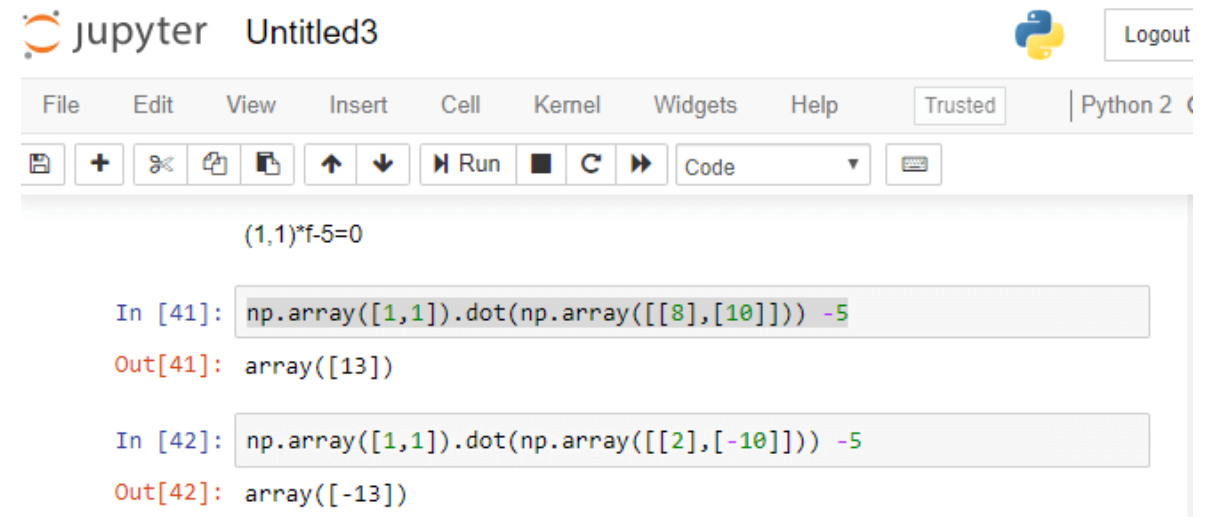 jupyter Untitled3 Logout
File Edit View Insert Cell Kernel Widgets Help Trusted Python 2
Run Code
(1,1)*f-5=0
In [41]: np.array([1,1]).dot(np.array([[8],[10]])) -5
Out[41]: array([13])
In [42]: np.array([1,1]).dot(np.array([[2],[-10]])) -5
Out[42]: array([-13])